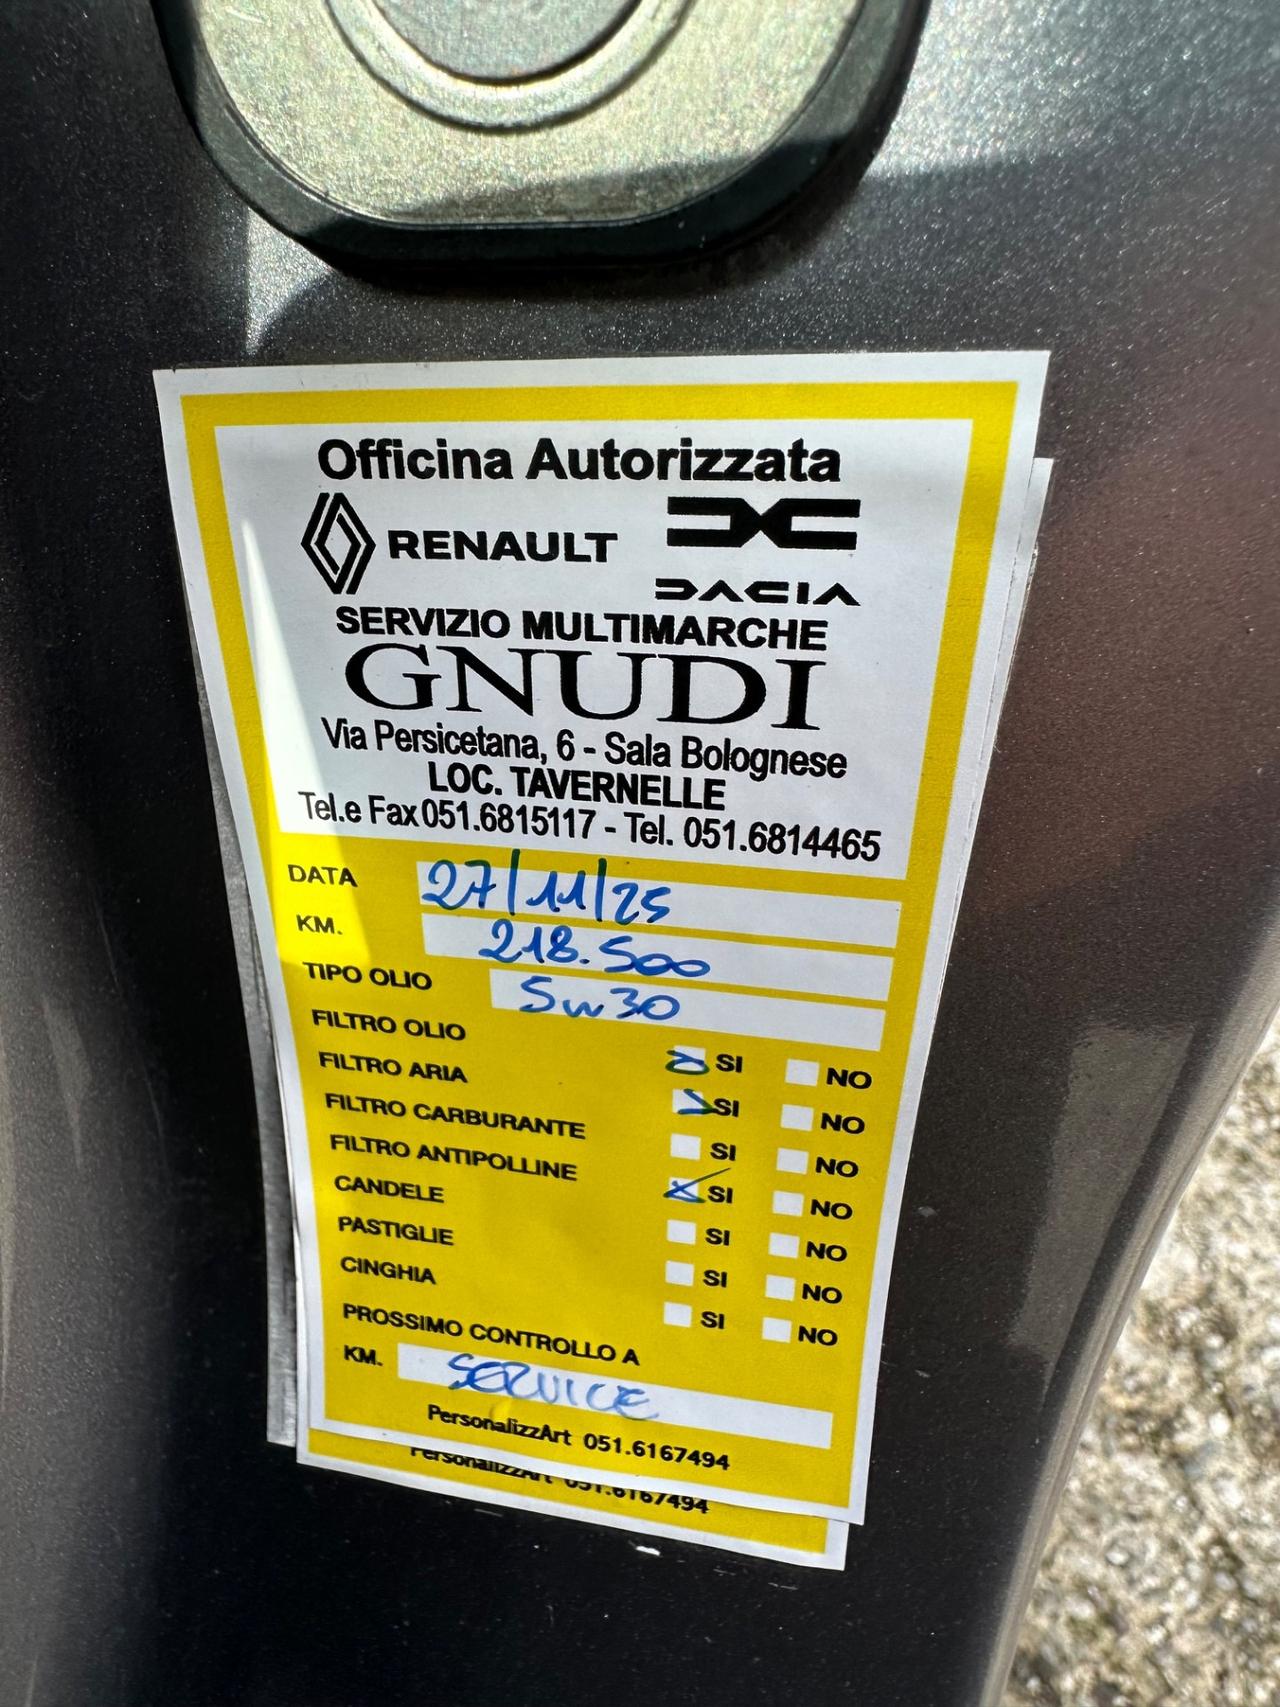 Officina Autorizzata
RENAULT
DACIA
SERVIZIO MULTIMARCHE
GNUDI
Via Persicetana, 6 - Sala Bolognese
LOC. TAVERNELLE
Tel.e Fax 051.6815117 - Tel. 051.6814465
DATA 27/11/25
KM. 218.500
TIPO OLIO 5w30
FILTRO OLIO SI NO
FILTRO ARIA SI NO
FILTRO CARBURANTE SI NO
FILTRO ANTIPOLLINE SI NO
CANDELE SI NO
PASTIGLIE SI NO
CINGHIA SI NO
PROSSIMO CONTROLLO A
KM. SERVICE
PersonalizzArt 051.6167494
PersonalizzArt 051.6167494